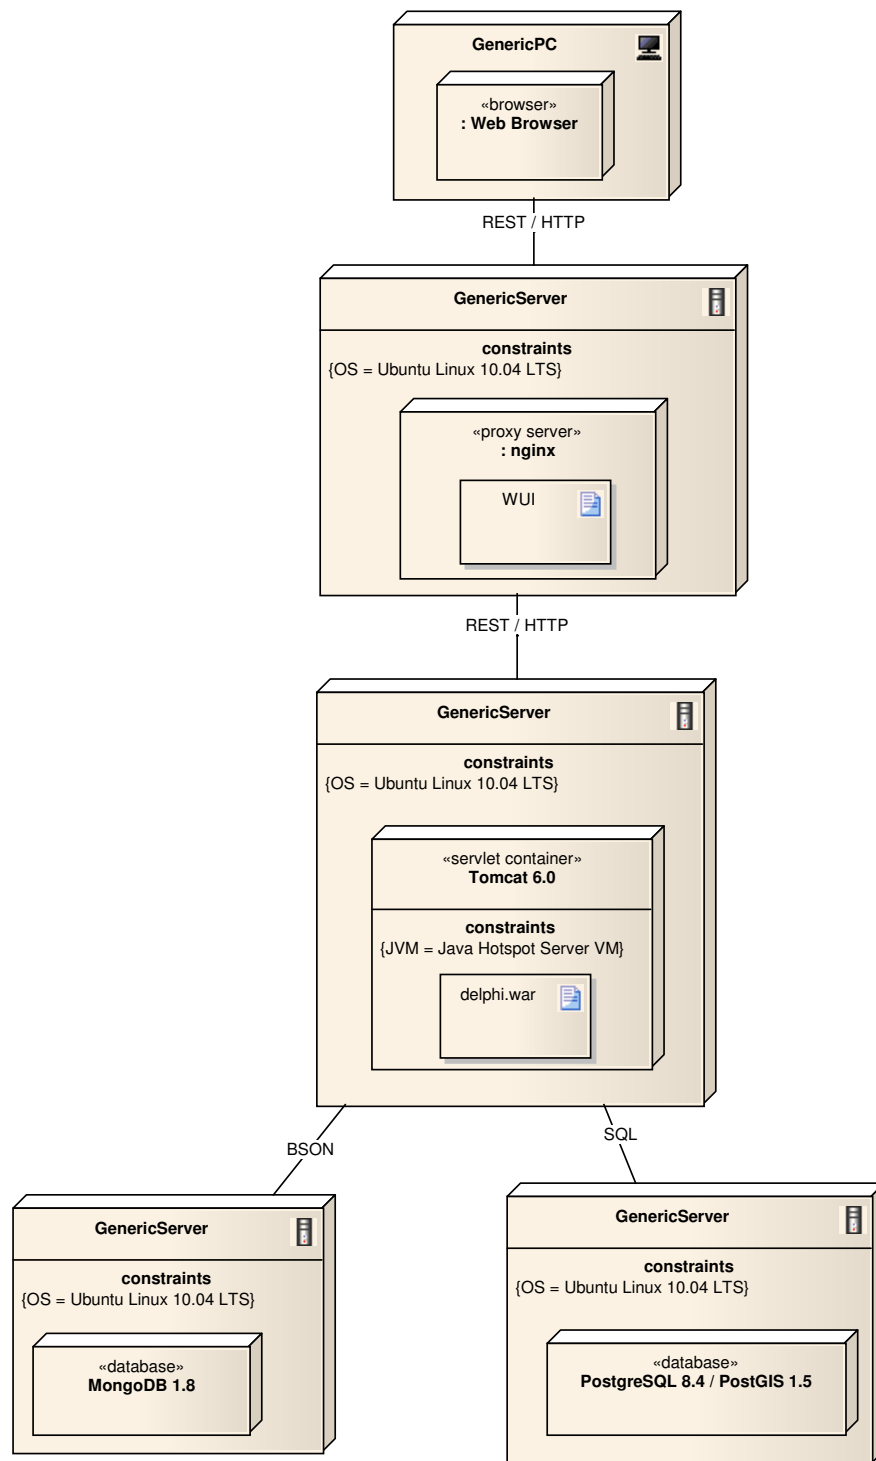 GenericPC
«browser»
: Web Browser
REST / HTTP
GenericServer
constraints
{OS = Ubuntu Linux 10.04 LTS}
«proxy server»
: nginx
WUI
REST / HTTP
GenericServer
constraints
{OS = Ubuntu Linux 10.04 LTS}
«servlet container»
Tomcat 6.0
constraints
{JVM = Java Hotspot Server VM}
delphi.war
BSON
SQL
GenericServer
constraints
{OS = Ubuntu Linux 10.04 LTS}
«database»
MongoDB 1.8
GenericServer
constraints
{OS = Ubuntu Linux 10.04 LTS}
«database»
PostgreSQL 8.4 / PostGIS 1.5